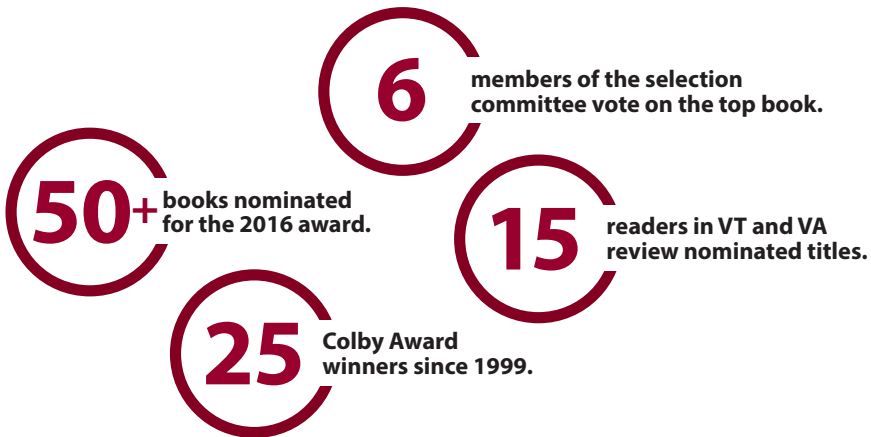 6
members of the selection
committee vote on the top book.
50+
books nominated
for the 2016 award.
15
readers in VT and VA
review nominated titles.
25
Colby Award
winners since 1999.